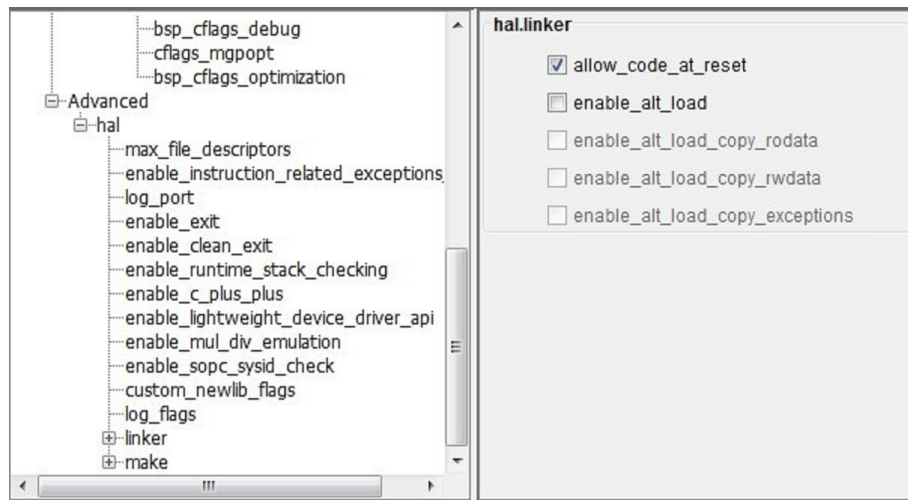 bsp_cflags_debug
cflags_mgpopt
bsp_cflags_optimization
Advanced
hal
max_file_descriptors
enable_instruction_related_exceptions_
log_port
enable_exit
enable_clean_exit
enable_runtime_stack_checking
enable_c_plus_plus
enable_lightweight_device_driver_api
enable_mul_div_emulation
enable_sopc_sysid_check
custom_newlib_flags
log_flags
linker
make
hal.linker
allow_code_at_reset
enable_alt_load
enable_alt_load_copy_rodata
enable_alt_load_copy_rwdata
enable_alt_load_copy_exceptions